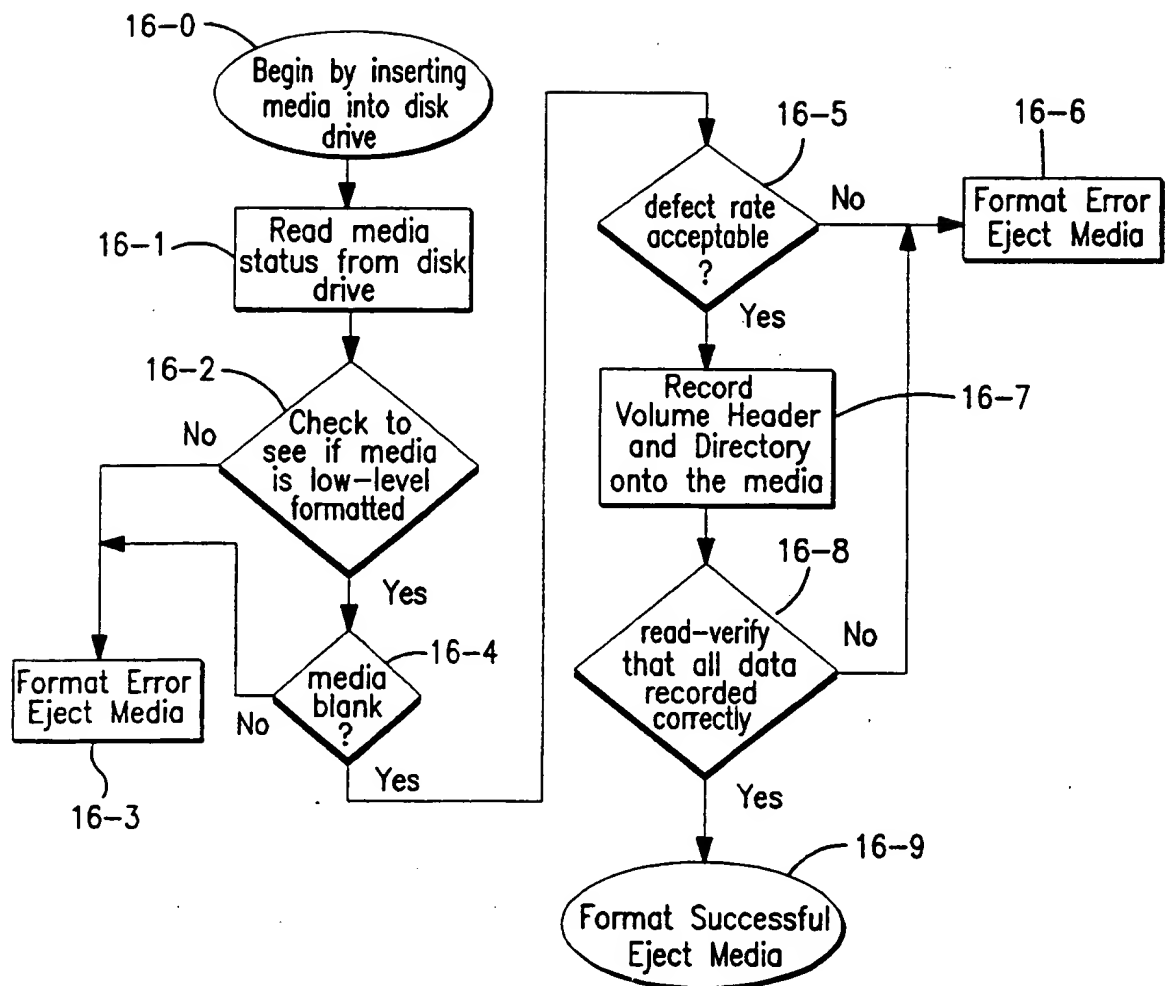 16-0
Begin by inserting
media into disk
drive
16-1
Read media
status from disk
drive
16-2
Check to
see if media
is low-level
formatted
No
Yes
16-3
Format Error
Eject Media
16-4
media
blank
?
No
Yes
16-5
defect rate
acceptable
?
No
Yes
16-6
Format Error
Eject Media
16-7
Record
Volume Header
and Directory
onto the media
16-8
read-verify
that all data
recorded
correctly
No
Yes
16-9
Format Successful
Eject Media